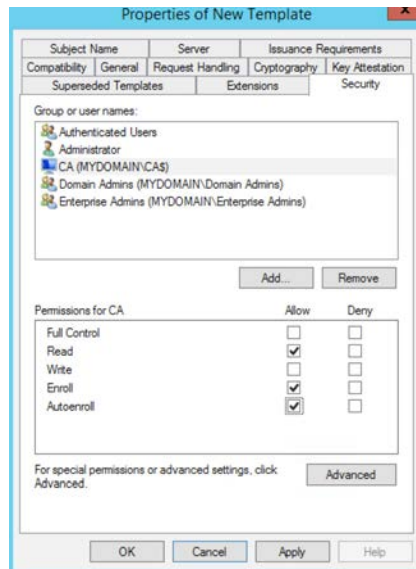 Properties of New Template
x
Subject Name Server Issuance Requirements
Compatibility General Request Handling Cryptography Key Attestation
Superseded Templates Extensions Security
Group or user names:
Authenticated Users
Administrator
CA (MYDOMAIN\CA$)
Domain Admins (MYDOMAIN\Domain Admins)
Enterprise Admins (MYDOMAIN\Enterprise Admins)
Add... Remove
Permissions for CA Allow Deny
Full Control
Read
Write
Enroll
Autoenroll
For special permissions or advanced settings, click
Advanced.
Advanced
OK Cancel Apply Help